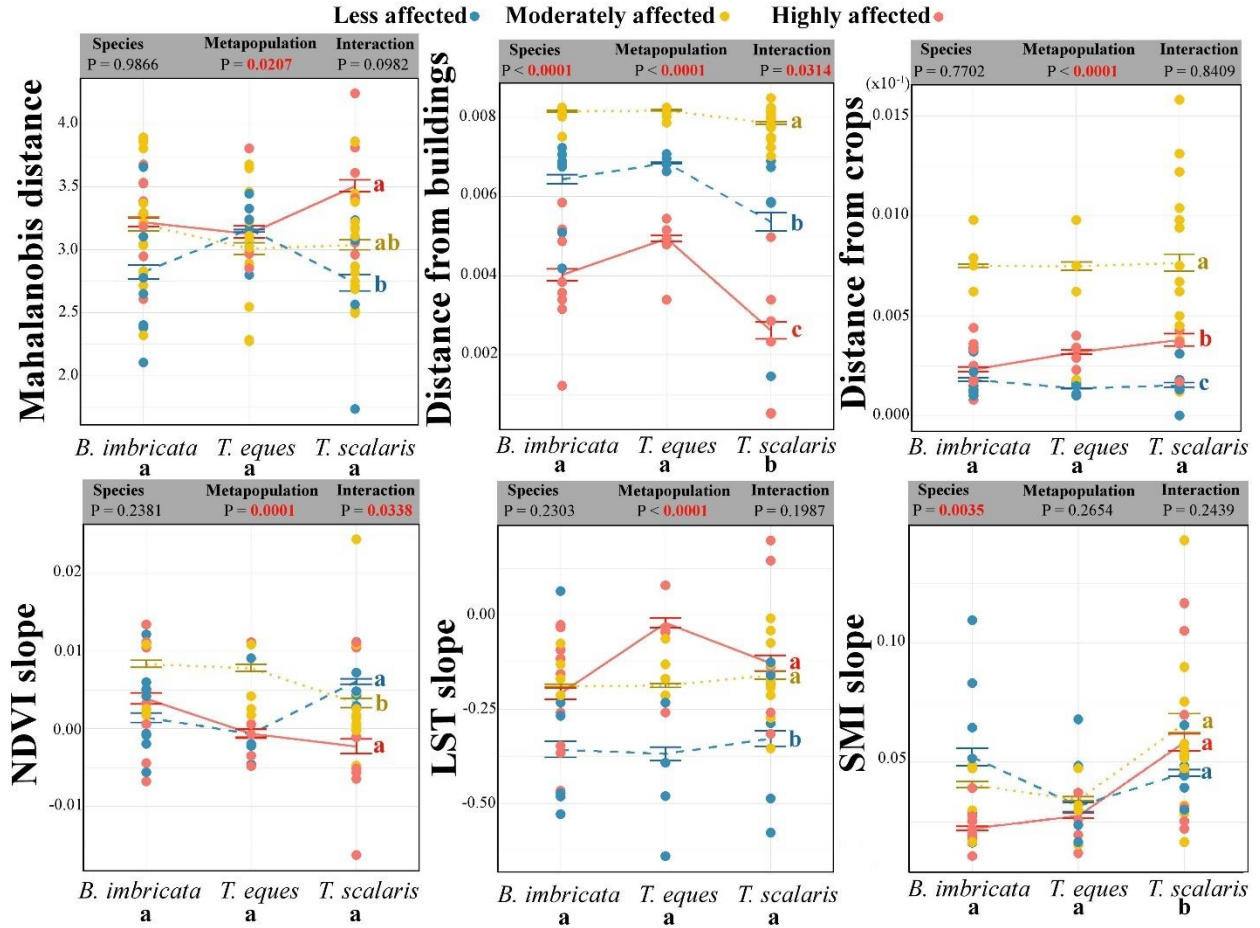 Less affected Moderately affected Highly affected
Species Metapopulation Interaction
P = 0.9866 P = 0.0207 P = 0.0982
Mahalanobis distance
4.0
3.5
3.0
2.5
2.0
a
ab
b
B. imbricata T. eques T. scalaris
a a a
Species Metapopulation Interaction
P < 0.0001 P < 0.0001 P = 0.0314
Distance from buildings
0.008
0.006
0.004
0.002
a
b
c
B. imbricata T. eques T. scalaris
a a b
Species Metapopulation Interaction
P = 0.7702 P < 0.0001 P = 0.8409
(x10⁻¹)
Distance from crops
0.015
0.010
0.005
0.000
a
b
c
B. imbricata T. eques T. scalaris
a a a
Species Metapopulation Interaction
P = 0.2381 P = 0.0001 P = 0.0338
NDVI slope
0.02
0.01
0.00
-0.01
a
b
a
B. imbricata T. eques T. scalaris
a a a
Species Metapopulation Interaction
P = 0.2303 P < 0.0001 P = 0.1987
LST slope
0.00
-0.25
-0.50
a
a
b
B. imbricata T. eques T. scalaris
a a a
Species Metapopulation Interaction
P = 0.0035 P = 0.2654 P = 0.2439
SMI slope
0.10
0.05
a
a
a
B. imbricata T. eques T. scalaris
a a b